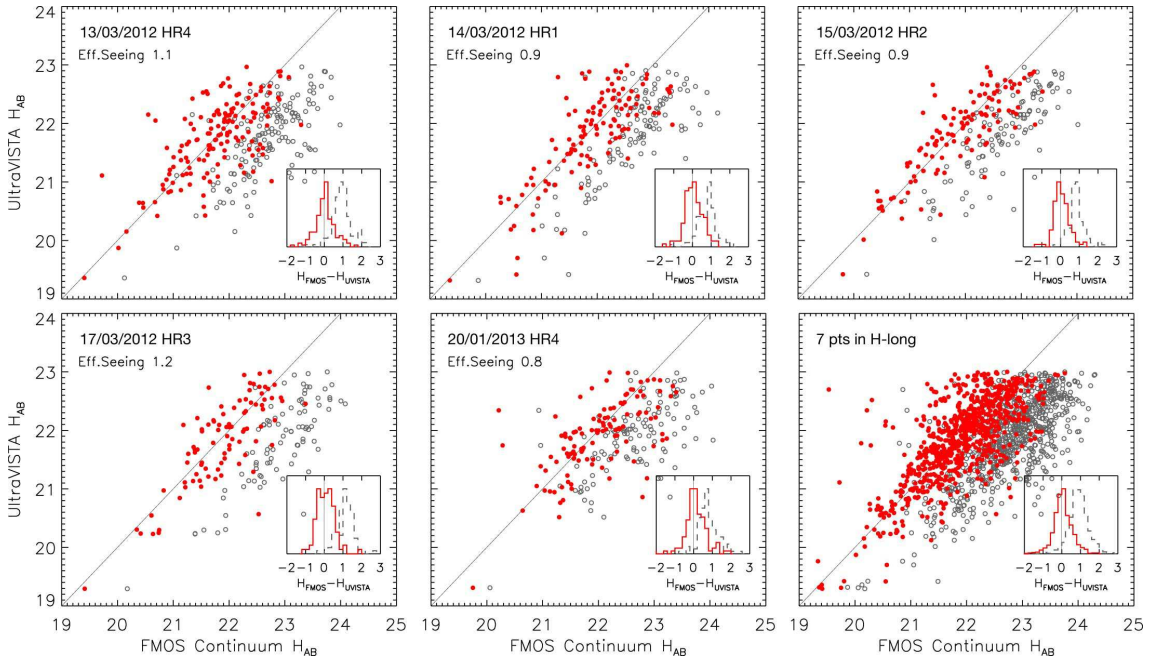 13/03/2012 HR4
Eff.Seeing 1.1
24
23
22
21
20
19
UltraVISTA H_AB
-2 -1 0 1 2 3
H_FMOS-H_UVISTA
14/03/2012 HR1
Eff.Seeing 0.9
-2 -1 0 1 2 3
H_FMOS-H_UVISTA
15/03/2012 HR2
Eff.Seeing 0.9
-2 -1 0 1 2 3
H_FMOS-H_UVISTA
17/03/2012 HR3
Eff.Seeing 1.2
24
23
22
21
20
19
UltraVISTA H_AB
-2 -1 0 1 2 3
H_FMOS-H_UVISTA
19 20 21 22 23 24 25
FMOS Continuum H_AB
20/01/2013 HR4
Eff.Seeing 0.8
-2 -1 0 1 2 3
H_FMOS-H_UVISTA
19 20 21 22 23 24 25
FMOS Continuum H_AB
7 pts in H-long
-2 -1 0 1 2 3
H_FMOS-H_UVISTA
19 20 21 22 23 24 25
FMOS Continuum H_AB